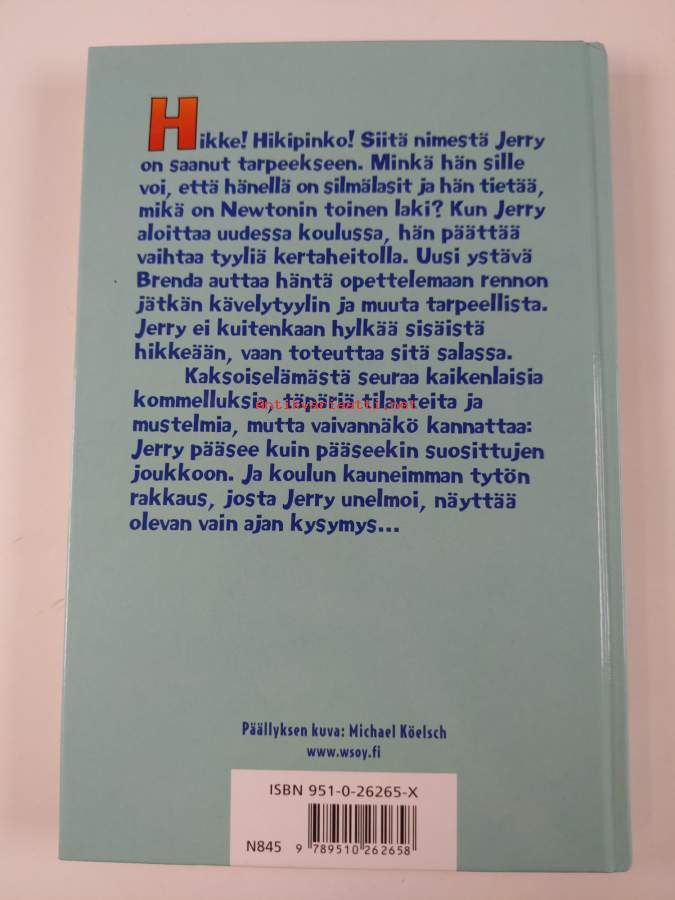 Hikke! Hikipinko! Siitä nimestä Jerry
on saanut tarpeekseen. Minkä hän sille
voi, että hänellä on silmälasit ja hän tietää,
mikä on Newtonin toinen laki? Kun Jerry
aloittaa uudessa koulussa, hän päättää
vaihtaa tyyliä kertaheitolla. Uusi ystävä
Brenda auttaa häntä opettelemaan rennon
jätkän kävelytyylin ja muuta tarpeellista.
Jerry ei kuitenkaan hylkää sisäistä
hikkeään, vaan toteuttaa sitä salassa.
Kaksoiselämästä seuraa kaikenlaisia
kommelluksia, täpäriä tilanteita ja
Antikvariaatti.net
mustelmia, mutta vaivannäkö kannattaa:
Jerry pääsee kuin pääseekin suosittujen
joukkoon. Ja koulun kauneimman tytön
rakkaus, josta Jerry unelmoi, näyttää
olevan vain ajan kysymys...
Päällyksen kuva: Michael Köelsch
www.wsoy.fi
ISBN 951-0-26265-X
N845 9 789510 262658